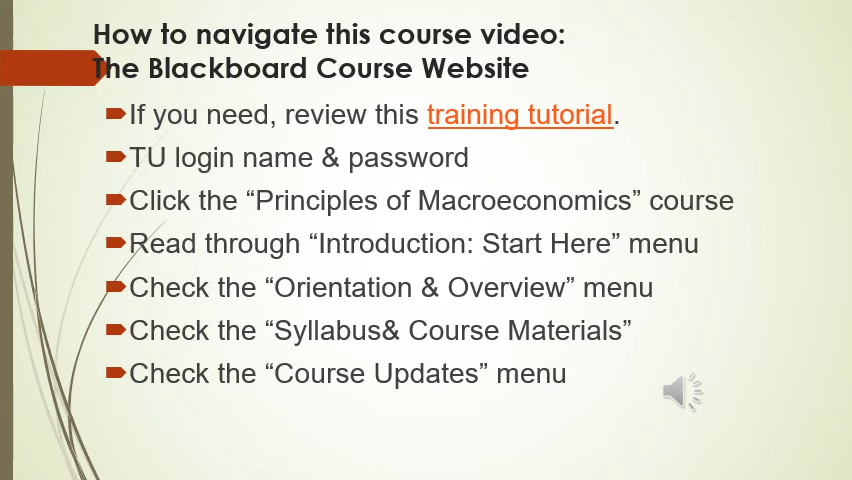 How to navigate this course video:
The Blackboard Course Website
If you need, review this training tutorial.
TU login name & password
Click the “Principles of Macroeconomics” course
Read through “Introduction: Start Here” menu
Check the “Orientation & Overview” menu
Check the “Syllabus& Course Materials”
Check the “Course Updates” menu